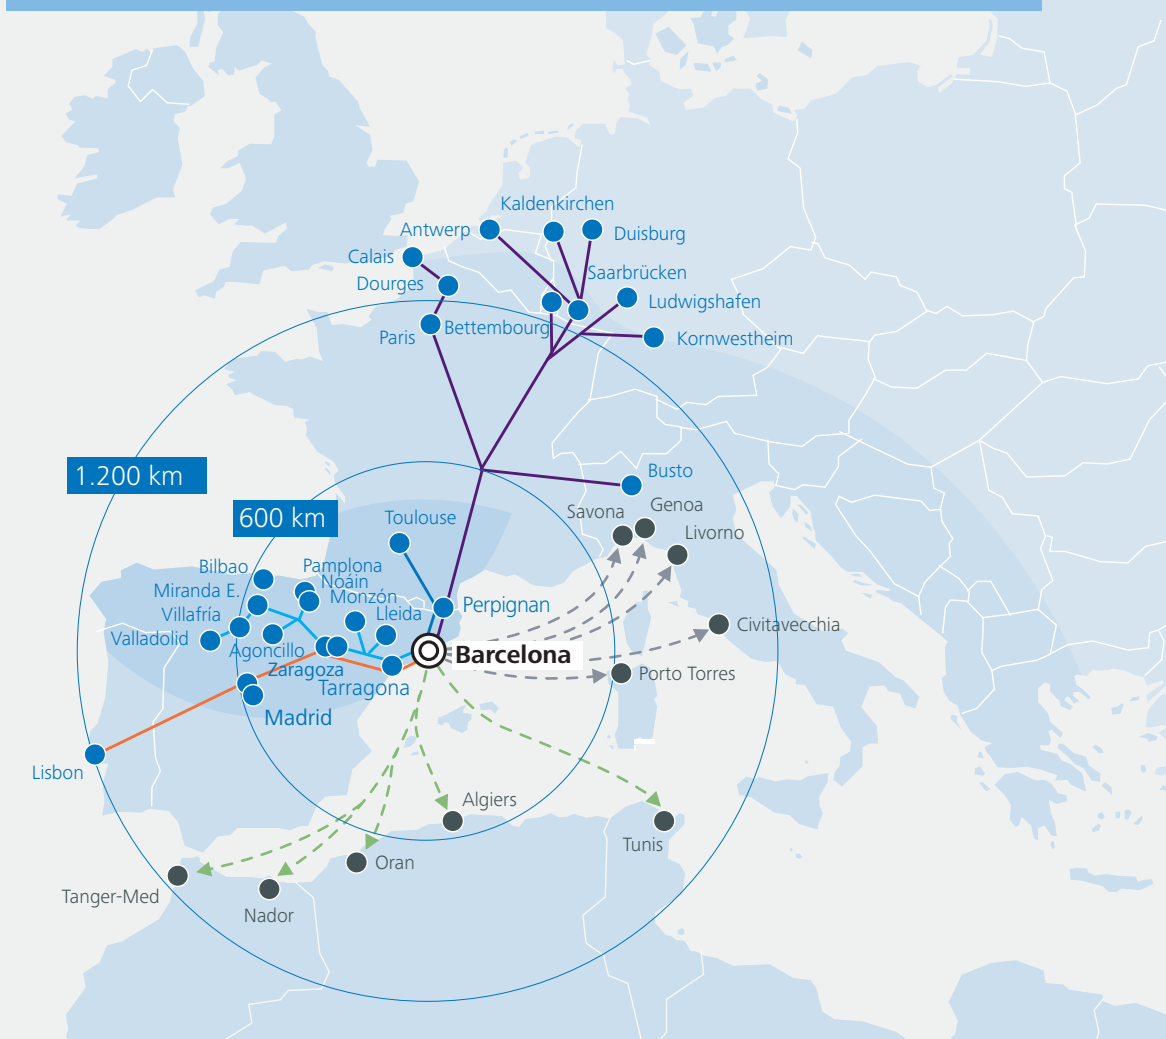 Kaldenkirchen
Antwerp
Duisburg
Calais
Saarbrücken
Dourges
Ludwigshafen
Paris
Bettembourg
Kornwestheim
1.200 km
Busto
600 km
Toulouse
Savona
Genoa
Livorno
Bilbao
Pamplona
Noáin
Miranda E.
Monzón
Villafría
Lleida
Perpignan
Valladolid
Agoncillo
Civitavecchia
Barcelona
Zaragoza
Tarragona
Porto Torres
Madrid
Lisbon
Algiers
Tunis
Oran
Tanger-Med
Nador